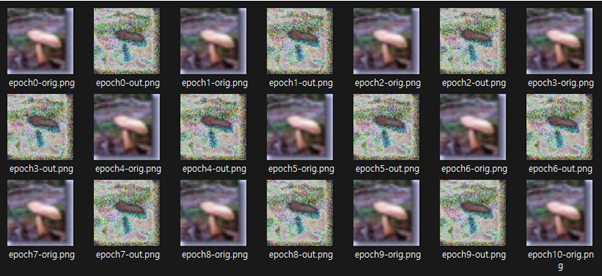 epoch0-orig.png
epoch0-out.png
epoch1-orig.png
epoch1-out.png
epoch2-orig.png
epoch2-out.png
epoch3-orig.png
epoch3-out.png
epoch4-orig.png
epoch4-out.png
epoch5-orig.png
epoch5-out.png
epoch6-orig.png
epoch6-out.png
epoch7-orig.png
epoch7-out.png
epoch8-orig.png
epoch8-out.png
epoch9-orig.png
epoch9-out.png
epoch10-orig.pn
g